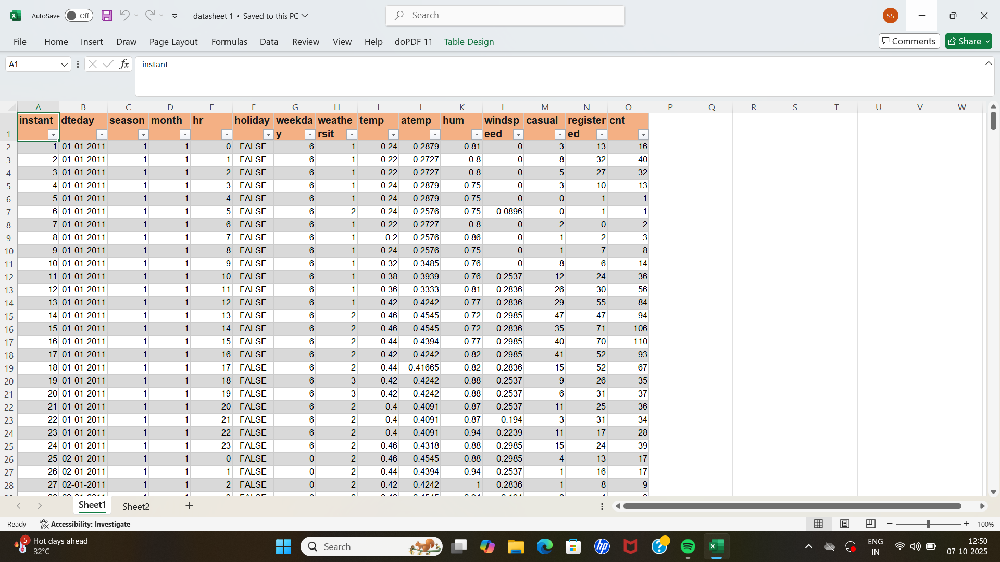 AutoSave Off datasheet 1 • Saved to this PC Search SS
File Home Insert Draw Page Layout Formulas Data Review View Help doPDF 11 Table Design Comments Share
A1 fx instant
A B C D E F G H I J K L M N O P Q R S T U V W
1 instant dteday season month hr holiday weekday weathersit temp atemp hum windspeed casual registered cnt
2 1 01-01-2011 1 1 0 FALSE 6 1 0.24 0.2879 0.81 0 3 13 16
3 2 01-01-2011 1 1 1 FALSE 6 1 0.22 0.2727 0.8 0 8 32 40
4 3 01-01-2011 1 1 2 FALSE 6 1 0.22 0.2727 0.8 0 5 27 32
5 4 01-01-2011 1 1 3 FALSE 6 1 0.24 0.2879 0.75 0 3 10 13
6 5 01-01-2011 1 1 4 FALSE 6 1 0.24 0.2879 0.75 0 0 1 1
7 6 01-01-2011 1 1 5 FALSE 6 2 0.24 0.2576 0.75 0.0896 0 1 1
8 7 01-01-2011 1 1 6 FALSE 6 1 0.22 0.2727 0.8 0 2 0 2
9 8 01-01-2011 1 1 7 FALSE 6 1 0.2 0.2576 0.86 0 1 2 3
10 9 01-01-2011 1 1 8 FALSE 6 1 0.24 0.2576 0.75 0 1 7 8
11 10 01-01-2011 1 1 9 FALSE 6 1 0.32 0.3485 0.76 0 8 6 14
12 11 01-01-2011 1 1 10 FALSE 6 1 0.38 0.3939 0.76 0.2537 12 24 36
13 12 01-01-2011 1 1 11 FALSE 6 1 0.36 0.3333 0.81 0.2836 26 30 56
14 13 01-01-2011 1 1 12 FALSE 6 1 0.42 0.4242 0.77 0.2836 29 55 84
15 14 01-01-2011 1 1 13 FALSE 6 2 0.46 0.4545 0.72 0.2985 47 47 94
16 15 01-01-2011 1 1 14 FALSE 6 2 0.46 0.4545 0.72 0.2836 35 71 106
17 16 01-01-2011 1 1 15 FALSE 6 2 0.44 0.4394 0.77 0.2985 40 70 110
18 17 01-01-2011 1 1 16 FALSE 6 2 0.42 0.4242 0.82 0.2985 41 52 93
19 18 01-01-2011 1 1 17 FALSE 6 2 0.44 0.41665 0.82 0.2836 15 52 67
20 19 01-01-2011 1 1 18 FALSE 6 3 0.42 0.4242 0.88 0.2537 9 26 35
21 20 01-01-2011 1 1 19 FALSE 6 3 0.42 0.4242 0.88 0.2537 6 31 37
22 21 01-01-2011 1 1 20 FALSE 6 2 0.4 0.4091 0.87 0.2537 11 25 36
23 22 01-01-2011 1 1 21 FALSE 6 2 0.4 0.4091 0.87 0.194 3 31 34
24 23 01-01-2011 1 1 22 FALSE 6 2 0.4 0.4091 0.94 0.2239 11 17 28
25 24 01-01-2011 1 1 23 FALSE 6 2 0.46 0.4318 0.88 0.2985 15 24 39
26 25 02-01-2011 1 1 0 FALSE 0 2 0.46 0.4545 0.88 0.2985 4 13 17
27 26 02-01-2011 1 1 1 FALSE 0 2 0.44 0.4394 0.94 0.2537 1 16 17
28 27 02-01-2011 1 1 2 FALSE 0 2 0.42 0.4242 1 0.2836 1 8 9
Sheet1 Sheet2
Ready Accessibility: Investigate 100%
5 Hot days ahead
32°C
Search
hp
ENG
IN
12:50
07-10-2025